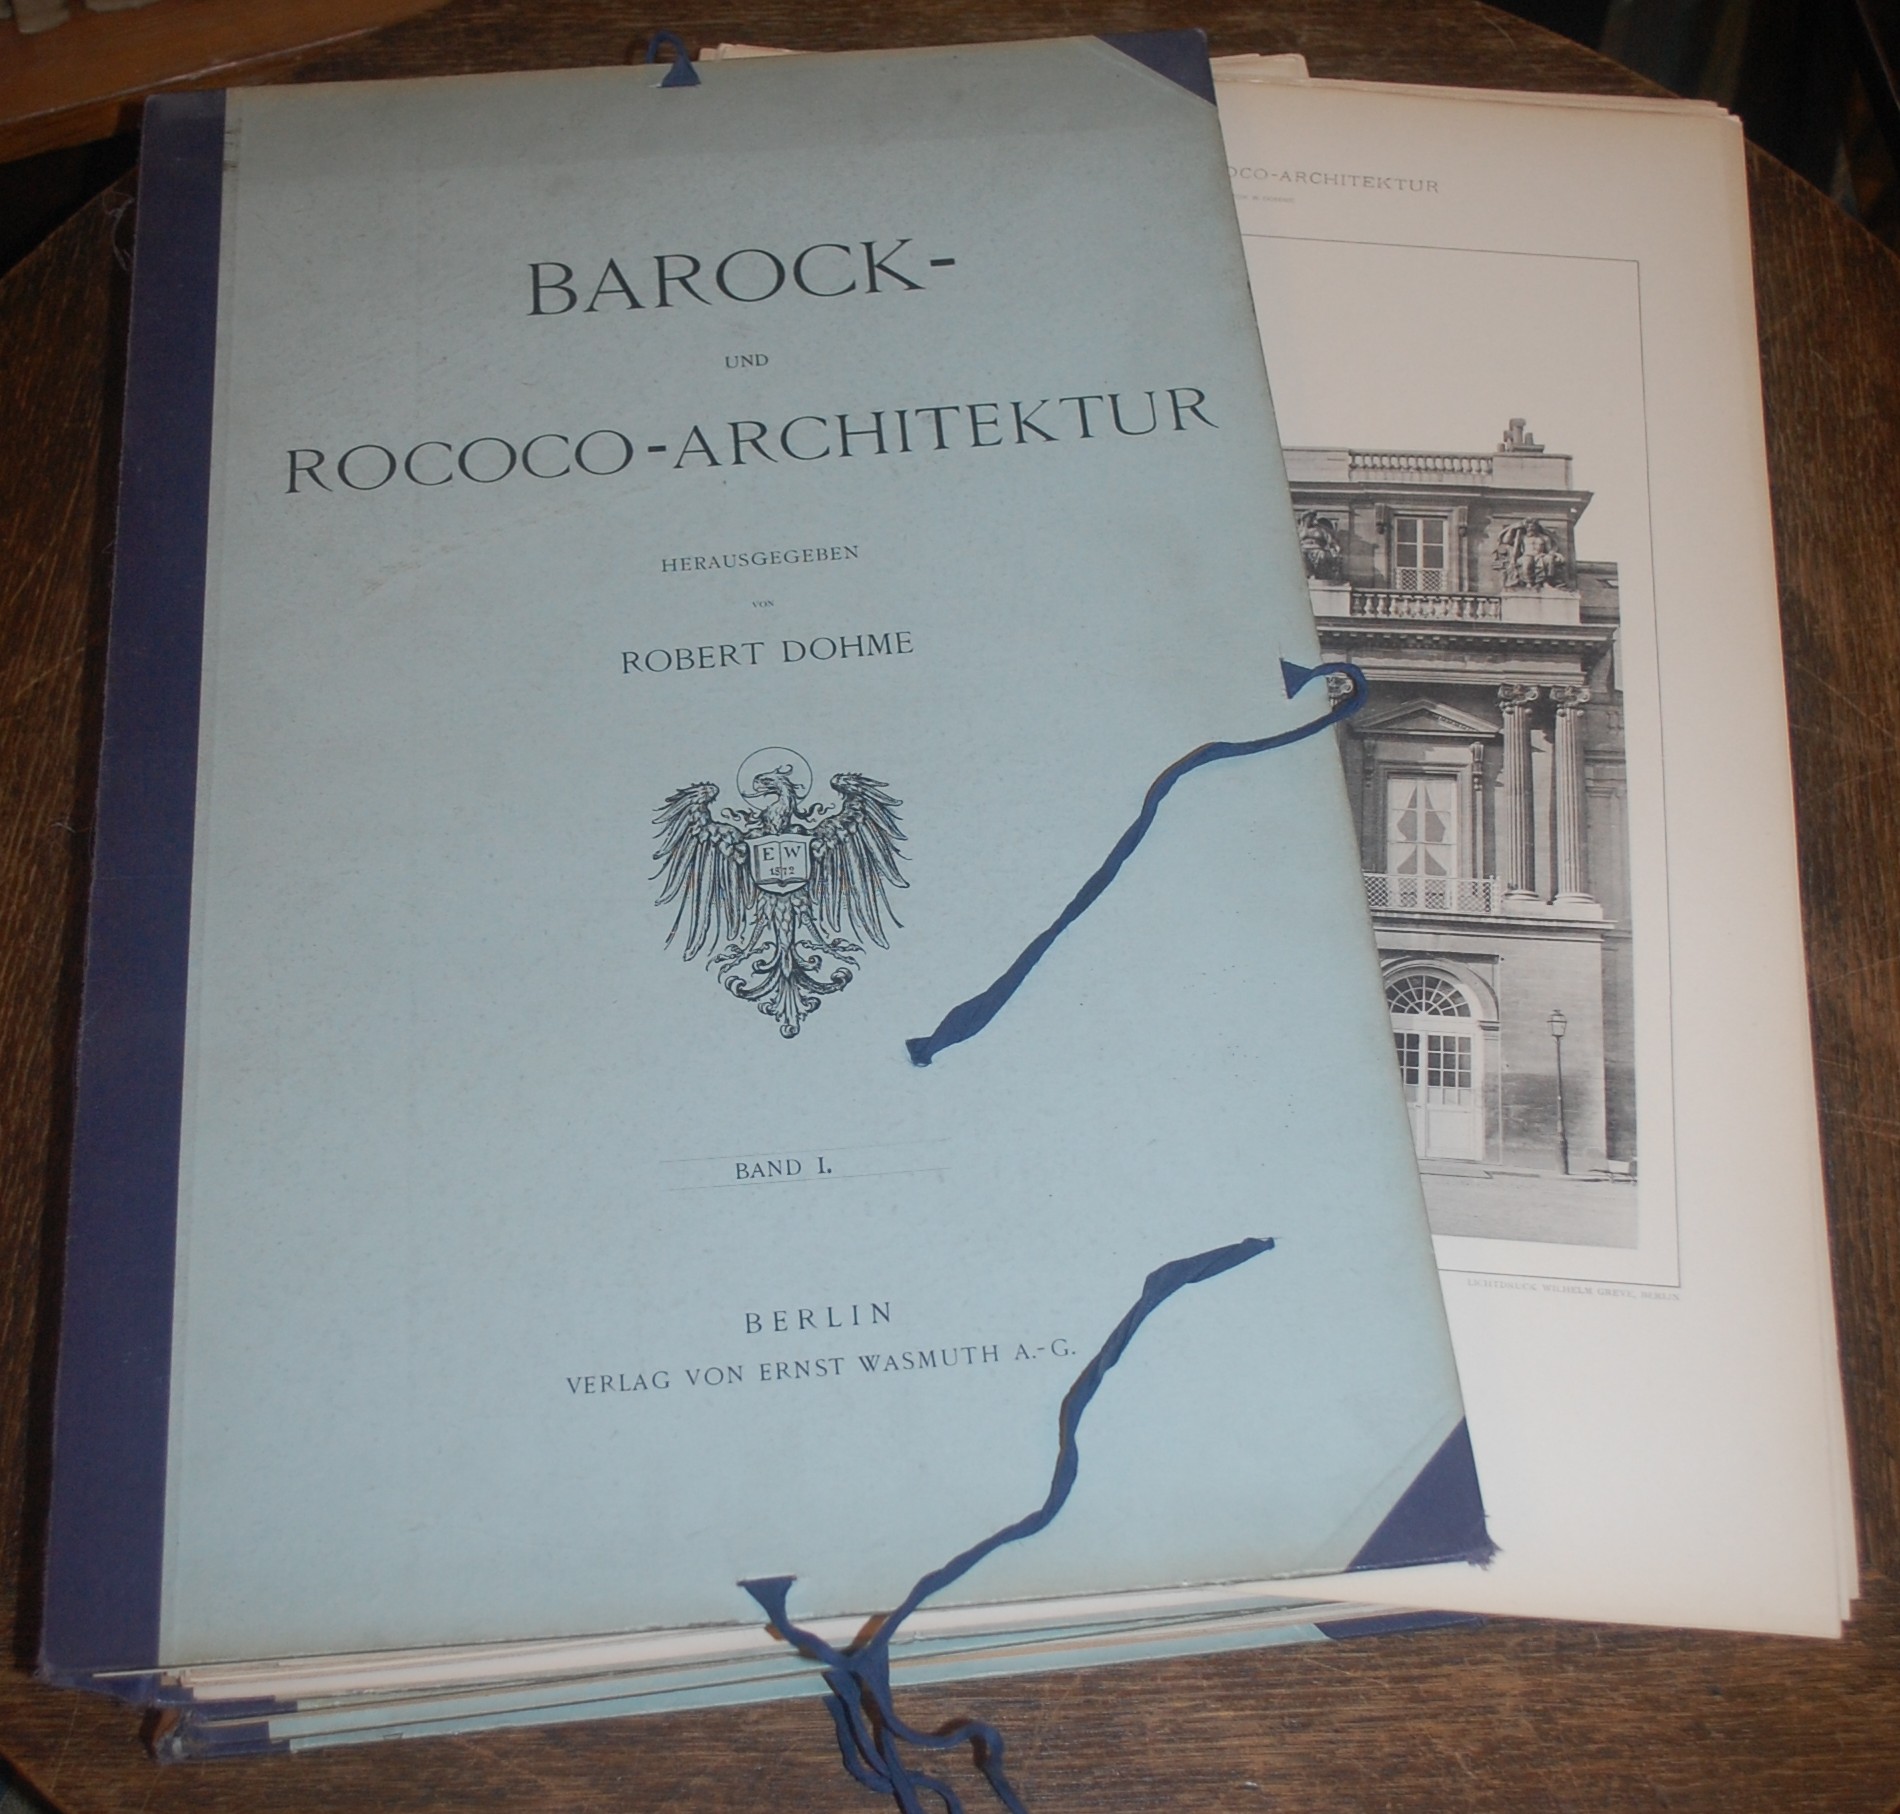 BAROCK-
UND
ROCOCO-ARCHITEKTUR
HERAUSGEGEBEN
VON
ROBERT DOHME
E W
1872
BAND I.
BERLIN
VERLAG VON ERNST WASMUTH A.-G.
OCO-ARCHITEKTUR
LICHTDRUCK WILHELM GREVE, BERLIN